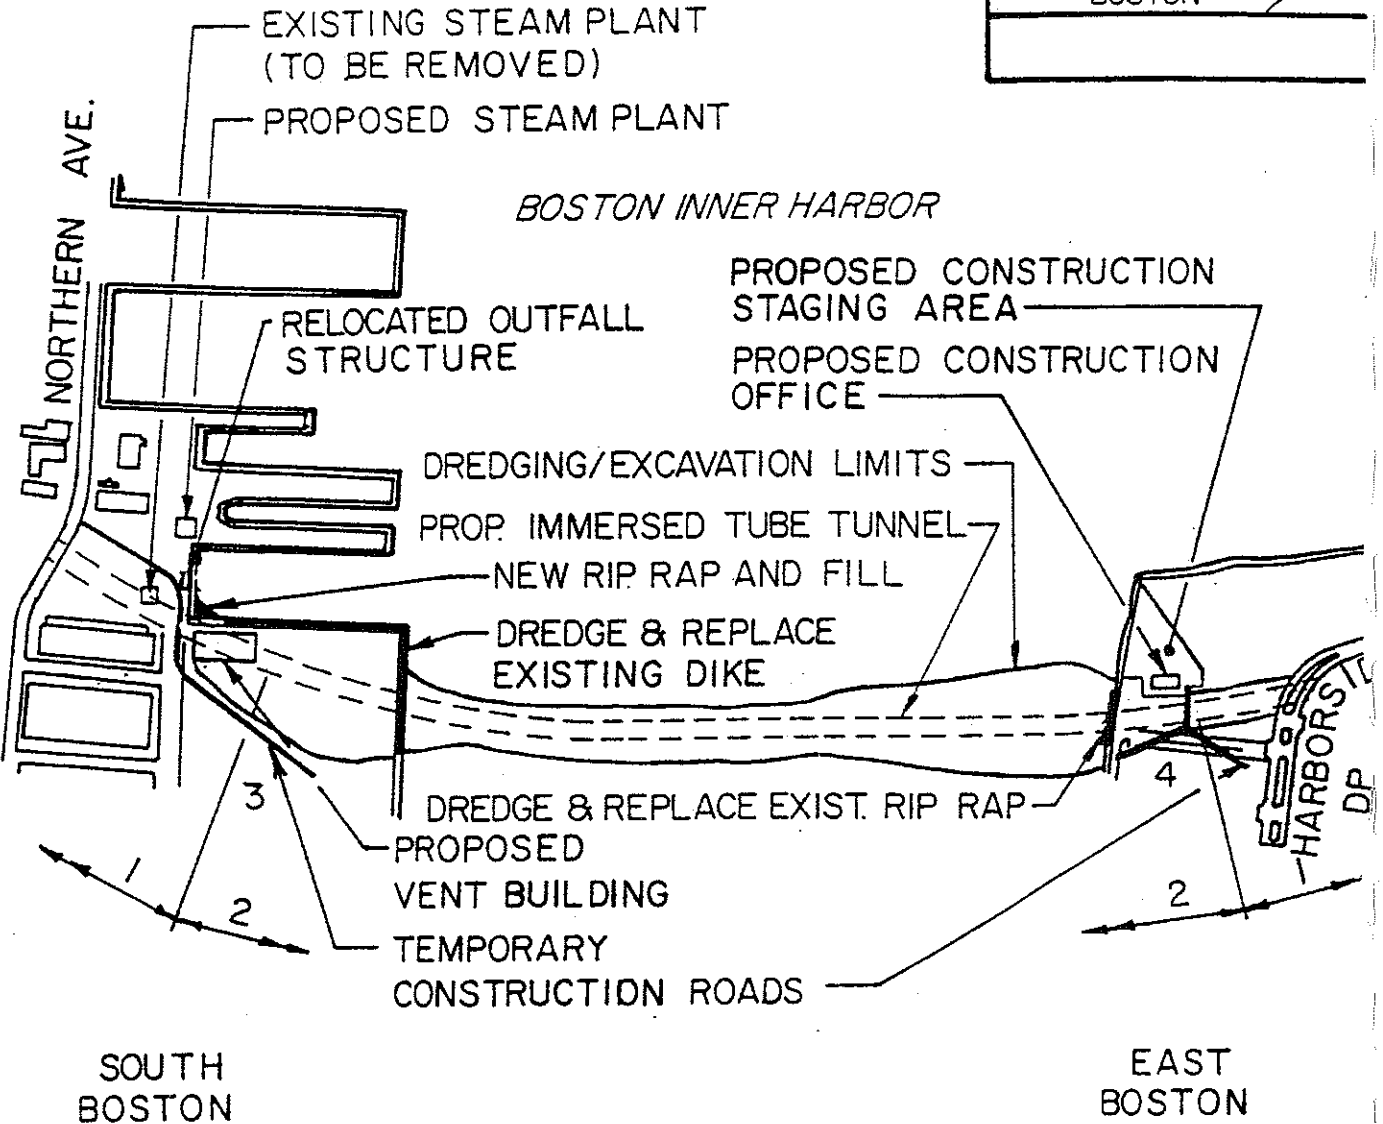 EXISTING STEAM PLANT
(TO BE REMOVED)
PROPOSED STEAM PLANT
BOSTON
NORTHERN AVE.
BOSTON INNER HARBOR
PROPOSED CONSTRUCTION
STAGING AREA
RELOCATED OUTFALL
STRUCTURE
PROPOSED CONSTRUCTION
OFFICE
DREDGING/EXCAVATION LIMITS
PROP. IMMERSED TUBE TUNNEL
NEW RIP RAP AND FILL
DREDGE & REPLACE
EXISTING DIKE
DREDGE & REPLACE EXIST. RIP RAP
PROPOSED
VENT BUILDING
TEMPORARY
CONSTRUCTION ROADS
3
1
2
4
2
SOUTH
BOSTON
EAST
BOSTON